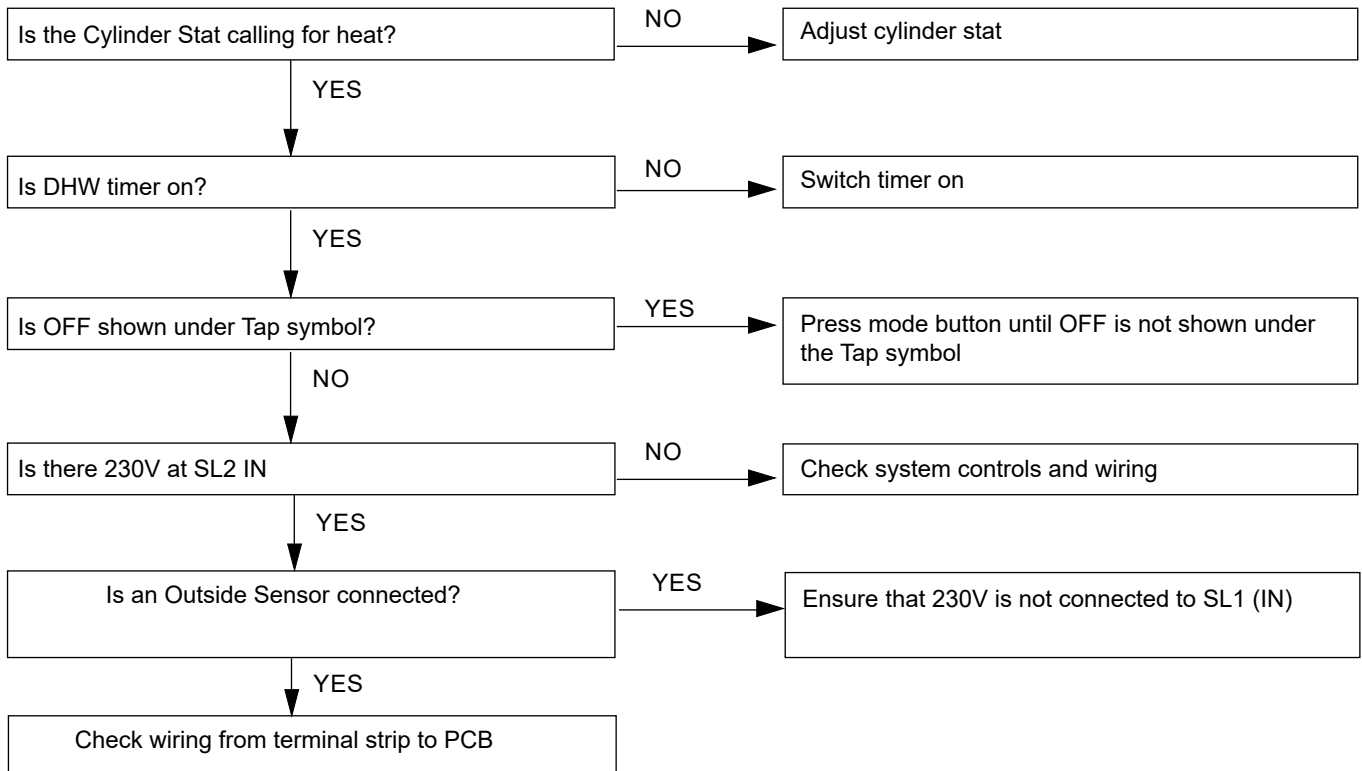 Is the Cylinder Stat calling for heat?
NO
Adjust cylinder stat
YES
Is DHW timer on?
NO
Switch timer on
YES
Is OFF shown under Tap symbol?
YES
Press mode button until OFF is not shown under
the Tap symbol
NO
Is there 230V at SL2 IN
NO
Check system controls and wiring
YES
Is an Outside Sensor connected?
YES
Ensure that 230V is not connected to SL1 (IN)
YES
Check wiring from terminal strip to PCB